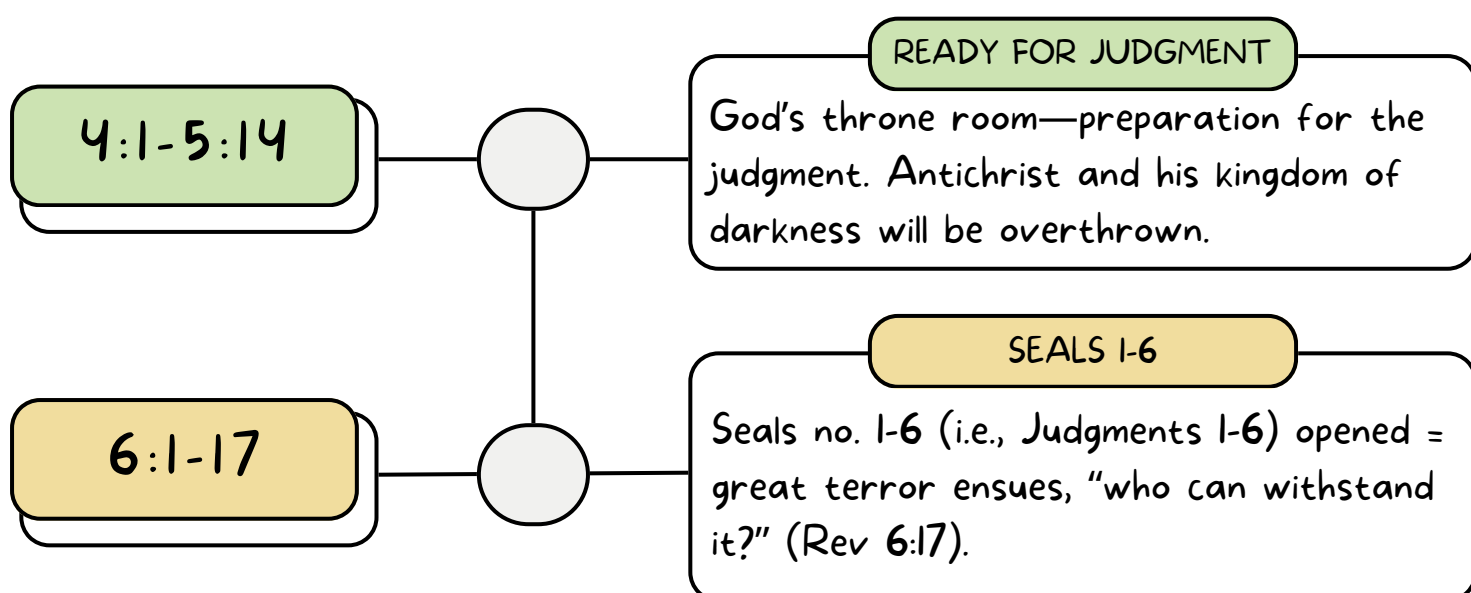 4:1-5:14
READY FOR JUDGMENT
God's throne room—preparation for the
judgment. Antichrist and his kingdom of
darkness will be overthrown.
6:1-17
SEALS 1-6
Seals no. 1-6 (i.e., Judgments 1-6) opened =
great terror ensues, “who can withstand
it?” (Rev 6:17).